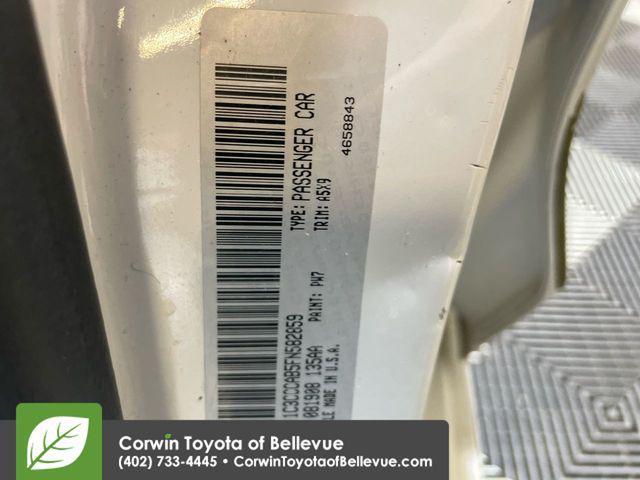 1C3CCCAB5FN582859 TYPE: PASSENGER CAR
081908 135AA PAINT: PW7 TRIM: A5X9
MADE IN U.S.A. 4658843
Corwin Toyota of Bellevue
(402) 733-4445 • CorwinToyotaofBellevue.com